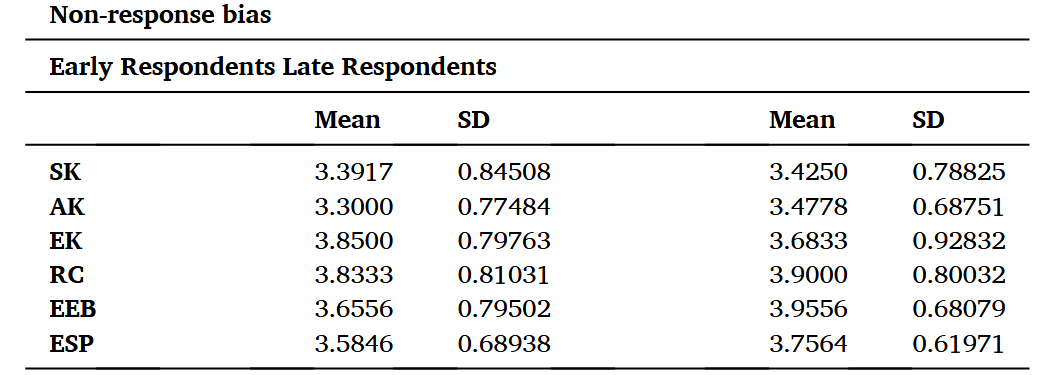 Non-response bias
Early Respondents Late Respondents
Mean SD Mean SD
SK 3.3917 0.84508 3.4250 0.78825
AK 3.3000 0.77484 3.4778 0.68751
EK 3.8500 0.79763 3.6833 0.92832
RC 3.8333 0.81031 3.9000 0.80032
EEB 3.6556 0.79502 3.9556 0.68079
ESP 3.5846 0.68938 3.7564 0.61971